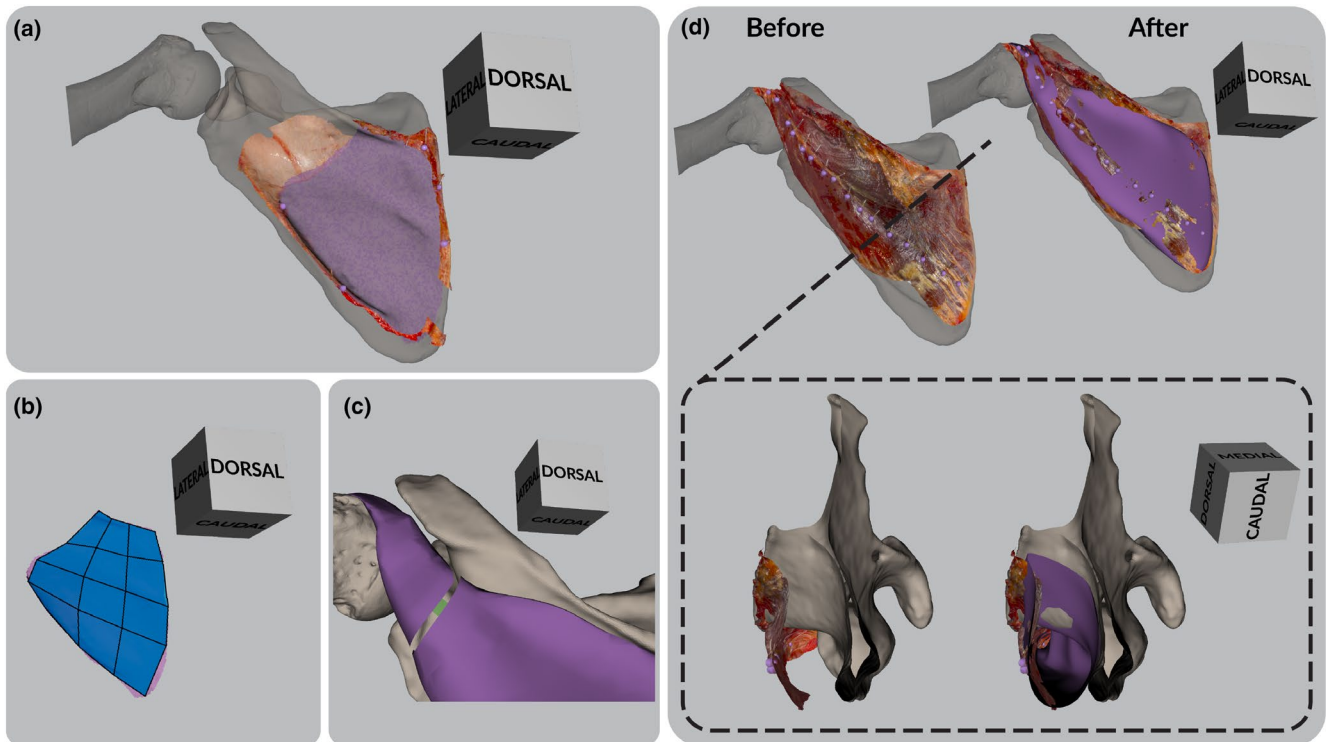 (a)
LATERAL
DORSAL
CAUDAL
(b)
LATERAL
DORSAL
CAUDAL
(c)
LATERAL
DORSAL
CAUDAL
(d)
Before
After
LATERAL
DORSAL
CAUDAL
MEDIAL
DORSAL
CAUDAL